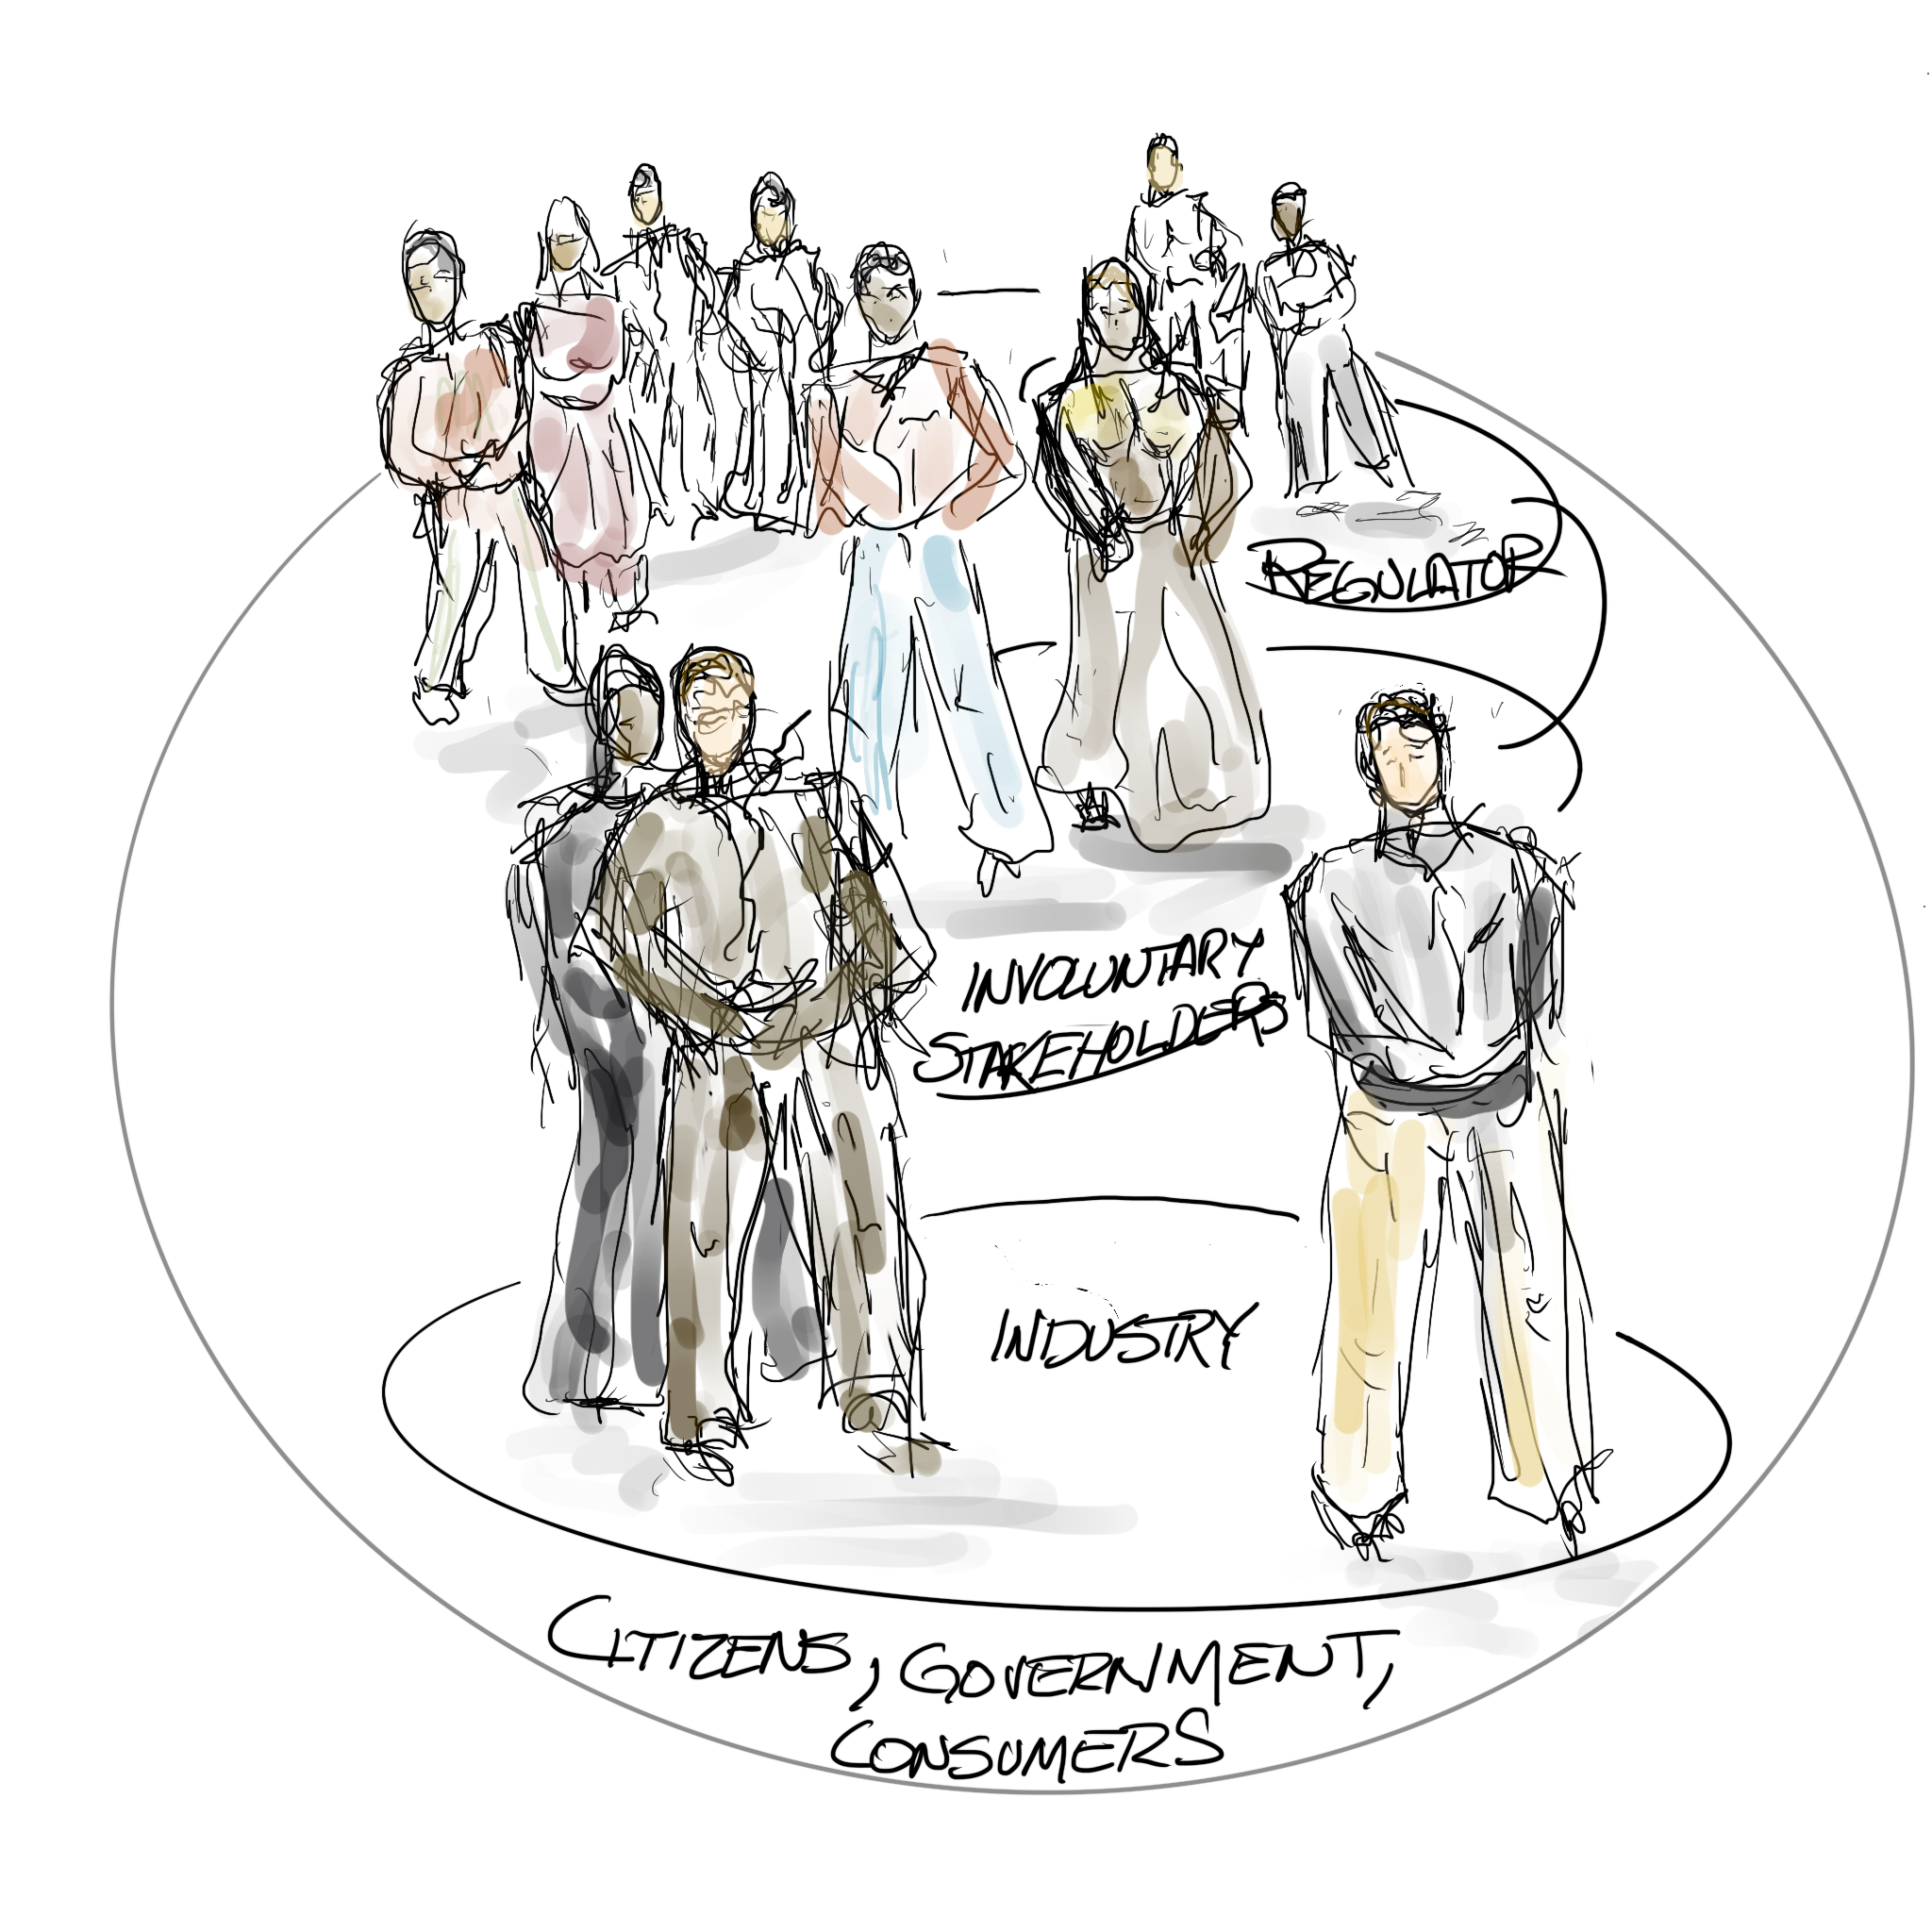 REGULATOR
INVOLUNTARY
STAKEHOLDERS
INDUSTRY
CITIZENS, GOVERNMENT,
CONSUMERS